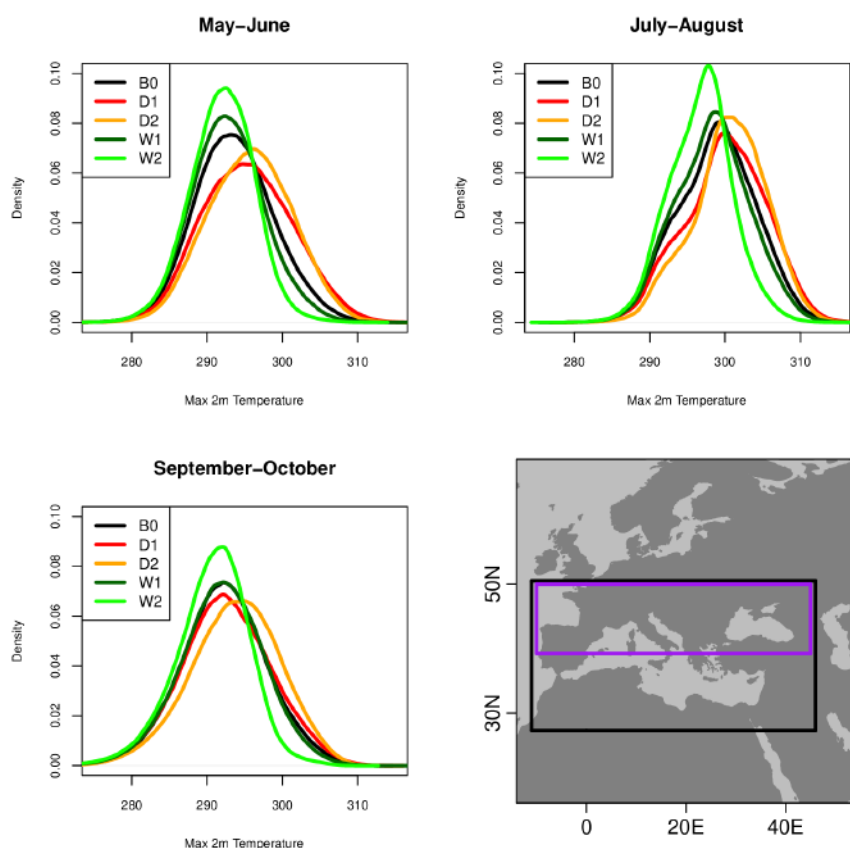 May−June
0.00 0.02 0.04 0.06 0.08 0.10
Density
B0
D1
D2
W1
W2
280 290 300 310
Max 2m Temperature
July−August
0.00 0.02 0.04 0.06 0.08 0.10
Density
B0
D1
D2
W1
W2
280 290 300 310
Max 2m Temperature
September−October
0.00 0.02 0.04 0.06 0.08 0.10
Density
B0
D1
D2
W1
W2
280 290 300 310
Max 2m Temperature
50N
30N
0 20E 40E